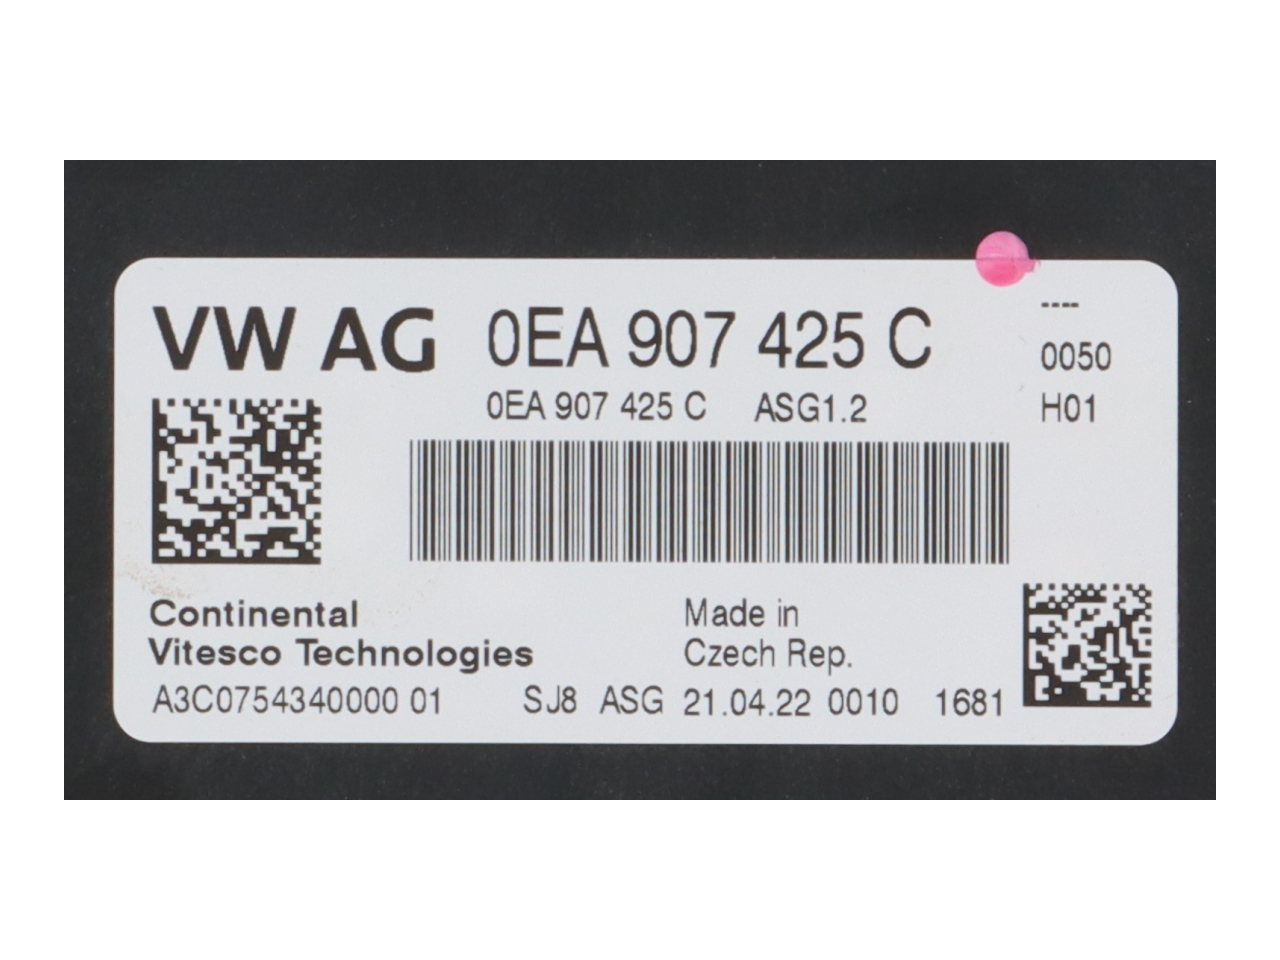 VW AG 0EA 907 425 C
----
0050
0EA 907 425 C ASG1.2
H01
Continental
Vitesco Technologies
Made in
Czech Rep.
A3C0754340000 01 SJ8 ASG 21.04.22 0010 1681